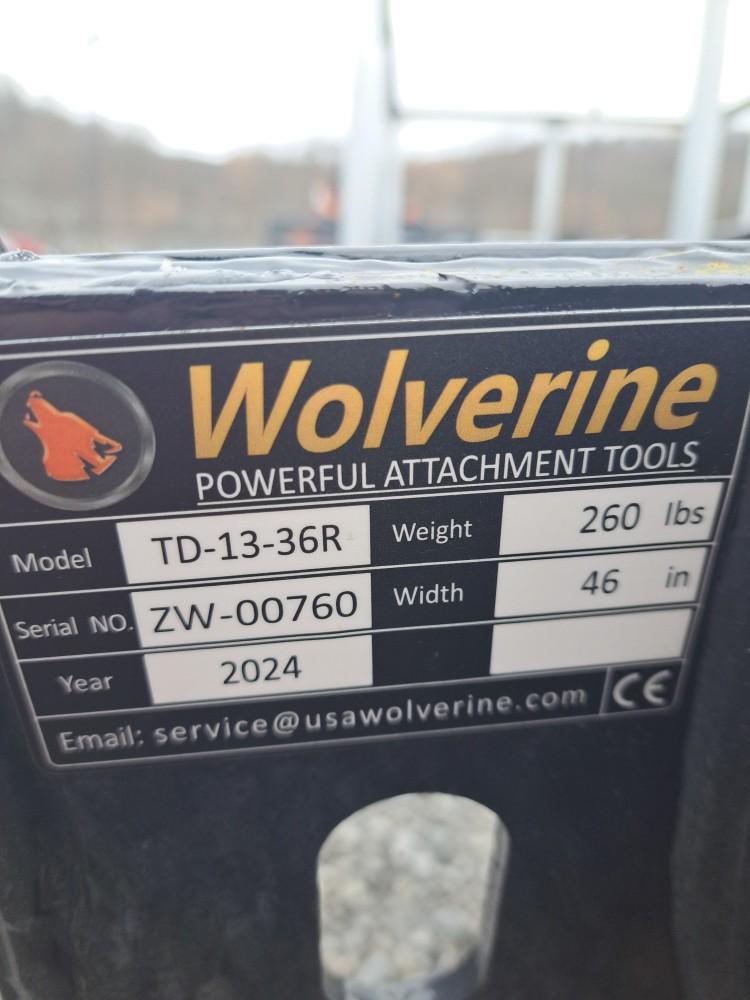 Wolverine
POWERFUL ATTACHMENT TOOLS
Model TD-13-36R Weight 260 lbs
Serial NO. ZW-00760 Width 46 in
Year 2024
Email: service@usawolverine.com CE